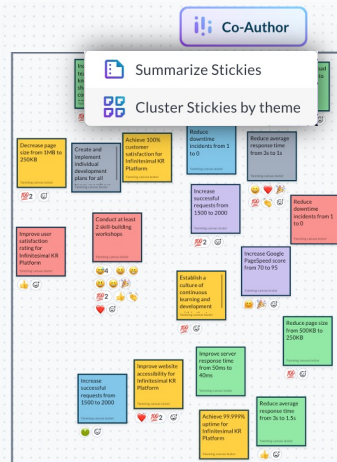 Co-Author
Summarize Stickies
Cluster Stickies by theme
Decrease page
size from 1MB to
250KB
Create and
implement
individual
development
plans for all
Achieve 100%
customer
satisfaction for
Infinitesimal KR
Platform
Reduce
downtime
incidents from 1
to 0
Reduce average
response time
from 3s to 1s
2
Increase
successful
requests from
1500 to 2000
2
Reduce
downtime
incidents from 1
to 0
Improve user
satisfaction
rating for
Infinitesimal KR
Platform
Conduct at least
2 skill-building
workshops
4
2
Increase Google
PageSpeed score
from 70 to 95
Establish a
culture of
continuous
learning and
development
Reduce page size
from 500KB to
250KB
Improve server
response time
from 50ms to
40ms
Improve website
accessibility for
Infinitesimal KR
Platform
2
Increase
successful
requests from
1500 to 2000
Achieve 99.999%
uptime for
Infinitesimal KR
Platform
Reduce average
response time
from 3s to 1.5s